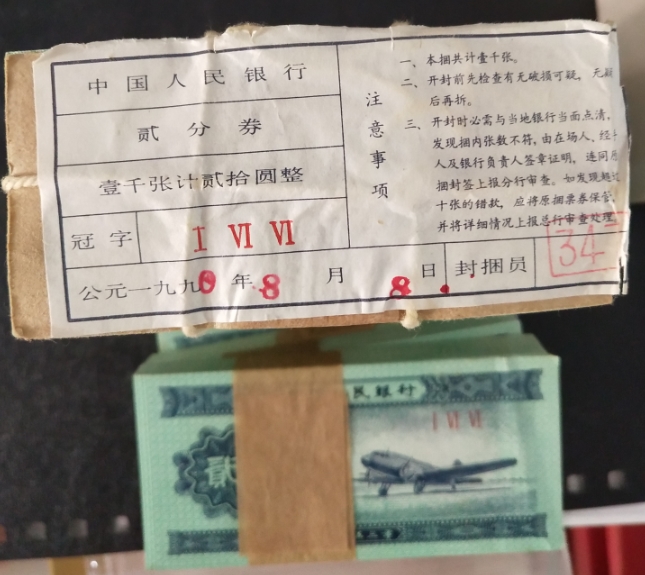 中国人民银行
贰分券
壹千张计贰拾圆整
冠字 Ⅰ Ⅵ Ⅵ
公元一九九0年8月8日 封捆员
34
注意事项
一、本捆共计壹千张。
二、开封前先检查有无破损可疑，无
后再拆。
三、开封时必需与当地银行当面点清，
发现捆内张数不符，由在场人、经
人及银行负责人签章证明，连同
捆封签上报分行审查。如发现超过
十张的错款，应将原捆票券保管，
并将详细情况上报总行审查处理
民银行
Ⅰ Ⅵ Ⅵ
贰